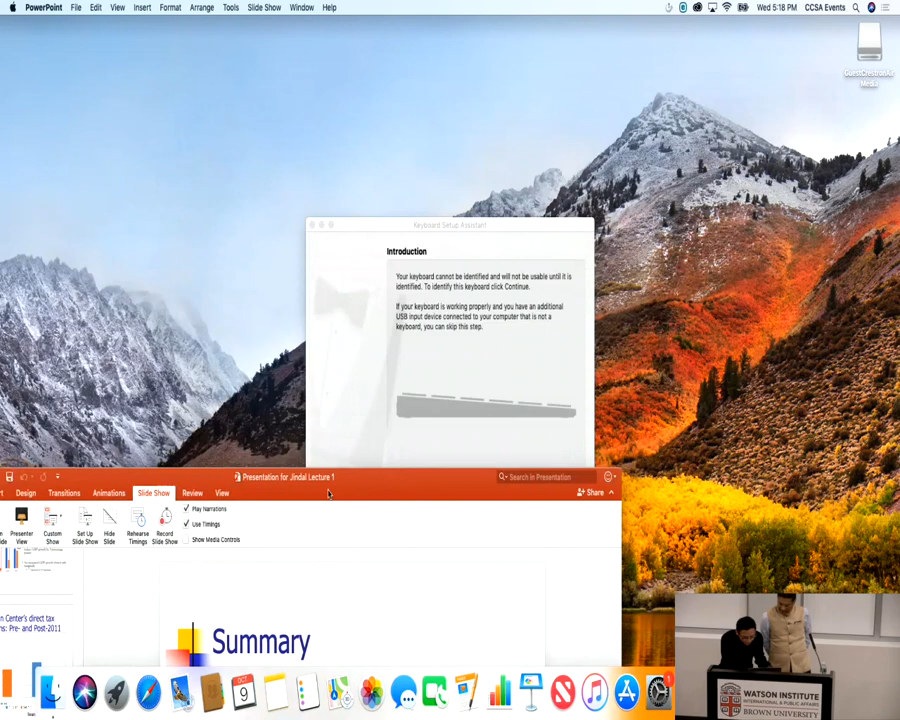 PowerPoint File Edit View Insert Format Arrange Tools Slide Show Window Help
Wed 5:18 PM CCSA Events
Media
Keyboard Setup Assistant
Introduction
Your keyboard cannot be identified and will not be usable until it is
identified. To identify this keyboard click Continue.
If your keyboard is working properly and you have an additional
USB input device connected to your computer that is not a
keyboard, you can skip this step.
Presentation for Jindal Lecture 1
Search in Presentation
Design Transitions Animations Slide Show Review View
Share
Presenter
View
Custom
Show
Set Up
Slide Show
Hide
Slide
Rehearse
Timings
Record
Slide Show
Play Narrations
Use Timings
Show Media Controls
n Center's direct tax
ns: Pre- and Post-2011
Summary
OCT
9
1
WATSON INSTITUTE
INTERNATIONAL & PUBLIC AFFAIRS
BROWN UNIVERSITY